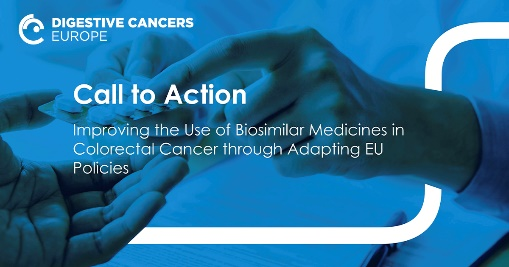 DIGESTIVE CANCERS
EUROPE
Call to Action
Improving the Use of Biosimilar Medicines in
Colorectal Cancer through Adapting EU
Policies